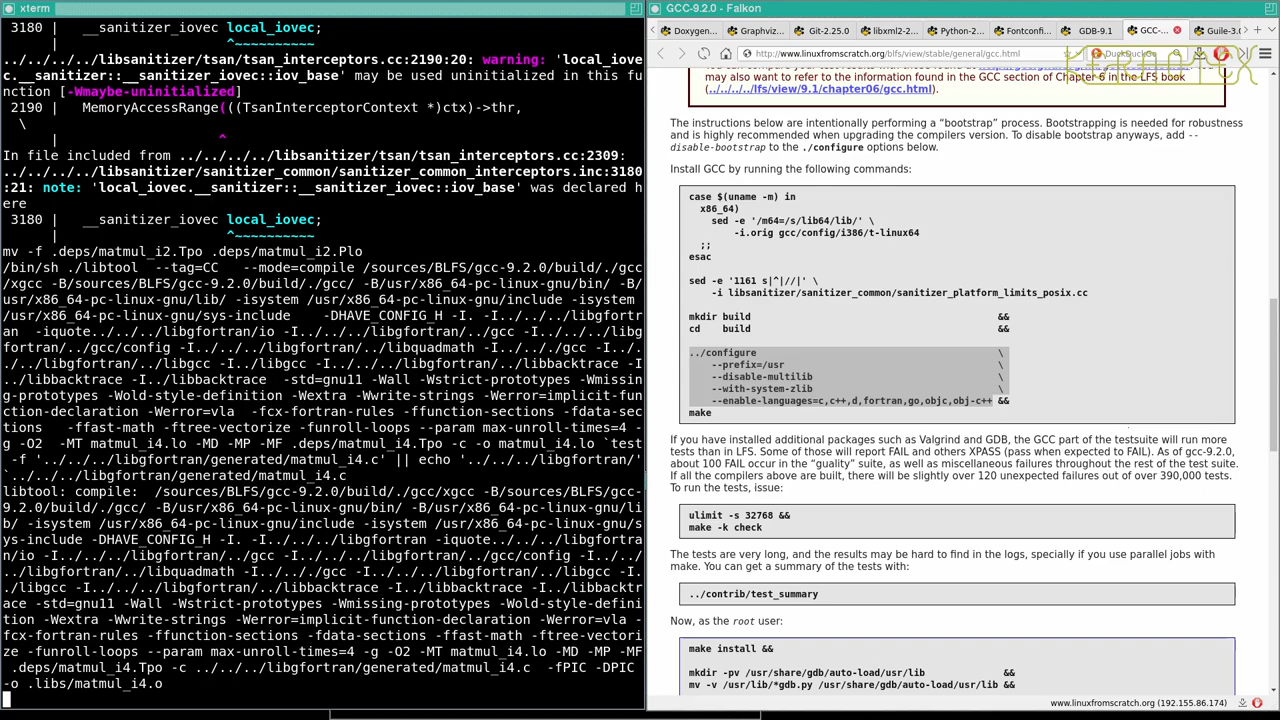 xterm
3180 |   __sanitizer_iovec local_iovec;
|                     ^~~~~~~~~~~
../../../../libsanitizer/tsan/tsan_interceptors.cc:2190:20: warning: 'local_iove
c.__sanitizer::__sanitizer_iovec::iov_base' may be used uninitialized in this fu
nction [-Wmaybe-uninitialized]
2190 |   MemoryAccessRange(((TsanInterceptorContext *)ctx)->thr,
\
|                    ^
In file included from ../../../../libsanitizer/tsan/tsan_interceptors.cc:2309:
../../../../libsanitizer/sanitizer_common/sanitizer_common_interceptors.inc:3180
:21: note: 'local_iovec.__sanitizer::__sanitizer_iovec::iov_base' was declared h
ere
3180 |   __sanitizer_iovec local_iovec;
|                     ^~~~~~~~~~~
mv -f .deps/matmul_i2.Tpo .deps/matmul_i2.Plo
/bin/sh ./libtool  --tag=CC   --mode=compile /sources/BLFS/gcc-9.2.0/build/./gcc
/xgcc -B/sources/BLFS/gcc-9.2.0/build/./gcc/ -B/usr/x86_64-pc-linux-gnu/bin/ -B/
usr/x86_64-pc-linux-gnu/lib/ -isystem /usr/x86_64-pc-linux-gnu/include -isystem
/usr/x86_64-pc-linux-gnu/sys-include    -DHAVE_CONFIG_H -I. -I../../../libgfortr
an  -iquote../../../libgfortran/io -I../../../libgfortran/../gcc -I../../../libg
fortran/../gcc/config -I../../../libgfortran/../libquadmath -I../.././gcc -I../.
./../libgfortran/../libgcc -I../libgcc -I../../../libgfortran/../libbacktrace -I
../libbacktrace -I../libbacktrace  -std=gnu11 -Wall -Wstrict-prototypes -Wmissin
g-prototypes -Wold-style-definition -Wextra -Wwrite-strings -Werror=implicit-fun
ction-declaration -Werror=vla  -fcx-fortran-rules -ffunction-sections -fdata-sec
tions   -ffast-math -ftree-vectorize -funroll-loops --param max-unroll-times=4 -
g -O2  -MT matmul_i4.lo -MD -MP -MF .deps/matmul_i4.Tpo -c -o matmul_i4.lo `test
-f '../../../libgfortran/generated/matmul_i4.c' || echo '../../../libgfortran/'
`../../../libgfortran/generated/matmul_i4.c
libtool: compile:  /sources/BLFS/gcc-9.2.0/build/./gcc/xgcc -B/sources/BLFS/gcc-
9.2.0/build/./gcc/ -B/usr/x86_64-pc-linux-gnu/bin/ -B/usr/x86_64-pc-linux-gnu/li
b/ -isystem /usr/x86_64-pc-linux-gnu/include -isystem /usr/x86_64-pc-linux-gnu/s
ys-include -DHAVE_CONFIG_H -I. -I../../../libgfortran -iquote../../../libgfortra
n/io -I../../../libgfortran/../gcc -I../../../libgfortran/../gcc/config -I../../
../libgfortran/../libquadmath -I../.././gcc -I../../../libgfortran/../libgcc -I.
./libgcc -I../../../libgfortran/../libbacktrace -I../libbacktrace -I../libbacktr
ace -std=gnu11 -Wall -Wstrict-prototypes -Wmissing-prototypes -Wold-style-defini
tion -Wextra -Wwrite-strings -Werror=implicit-function-declaration -Werror=vla -
fcx-fortran-rules -ffunction-sections -fdata-sections -ffast-math -ftree-vectori
ze -funroll-loops --param max-unroll-times=4 -g -O2 -MT matmul_i4.lo -MD -MP -MF
.deps/matmul_i4.Tpo -c ../../../libgfortran/generated/matmul_i4.c  -fPIC -DPIC
-o .libs/matmul_i4.o
GCC-9.2.0 - Falkon
Doxygen... Graphviz... Git-2.25.0 libxml2-... Python-2... Fontconfi... GDB-9.1 GCC-... Guile-3.0
http://www.linuxfromscratch.org/blfs/view/stable/general/gcc.html DuckDuckGo
may also want to refer to the information found in the GCC section of Chapter 6 in the LFS book
(../../../../lfs/view/9.1/chapter06/gcc.html).
The instructions below are intentionally performing a “bootstrap” process. Bootstrapping is needed for robustness
and is highly recommended when upgrading the compilers version. To disable bootstrap anyways, add --
disable-bootstrap to the ./configure options below.
Install GCC by running the following commands:
case $(uname -m) in
x86_64)
sed -e '/m64=/s/lib64/lib/' \
-i.orig gcc/config/i386/t-linux64
;;
esac
sed -e '1161 s|^|//|' \
-i libsanitizer/sanitizer_common/sanitizer_platform_limits_posix.cc
mkdir build &&
cd    build &&
../configure \
--prefix=/usr \
--disable-multilib \
--with-system-zlib \
--enable-languages=c,c++,d,fortran,go,objc,obj-c++ &&
make
If you have installed additional packages such as Valgrind and GDB, the GCC part of the testsuite will run more
tests than in LFS. Some of those will report FAIL and others XPASS (pass when expected to FAIL). As of gcc-9.2.0,
about 100 FAIL occur in the “guality” suite, as well as miscellaneous failures throughout the rest of the test suite.
If all the compilers above are built, there will be slightly over 120 unexpected failures out of over 390,000 tests.
To run the tests, issue:
ulimit -s 32768 &&
make -k check
The tests are very long, and the results may be hard to find in the logs, specially if you use parallel jobs with
make. You can get a summary of the tests with:
../contrib/test_summary
Now, as the root user:
make install &&
mkdir -pv /usr/share/gdb/auto-load/usr/lib &&
mv -v /usr/lib/*gdb.py /usr/share/gdb/auto-load/usr/lib &&
www.linuxfromscratch.org (192.155.86.174)